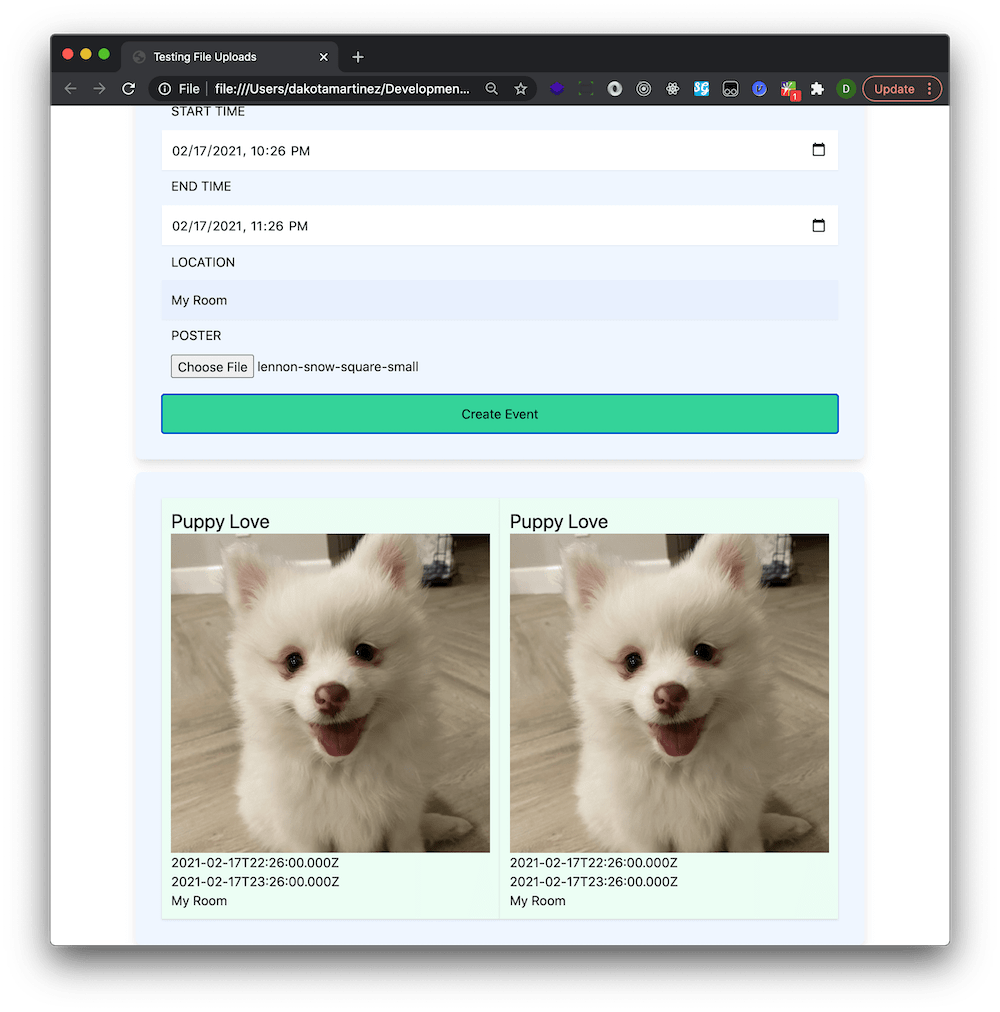 Testing File Uploads
File file:///Users/dakotamartinez/Developmen...
D
Update
1
START TIME
02/17/2021, 10:26 PM
END TIME
02/17/2021, 11:26 PM
LOCATION
My Room
POSTER
Choose File lennon-snow-square-small
Create Event
Puppy Love Puppy Love
2021-02-17T22:26:00.000Z 2021-02-17T22:26:00.000Z
2021-02-17T23:26:00.000Z 2021-02-17T23:26:00.000Z
My Room My Room